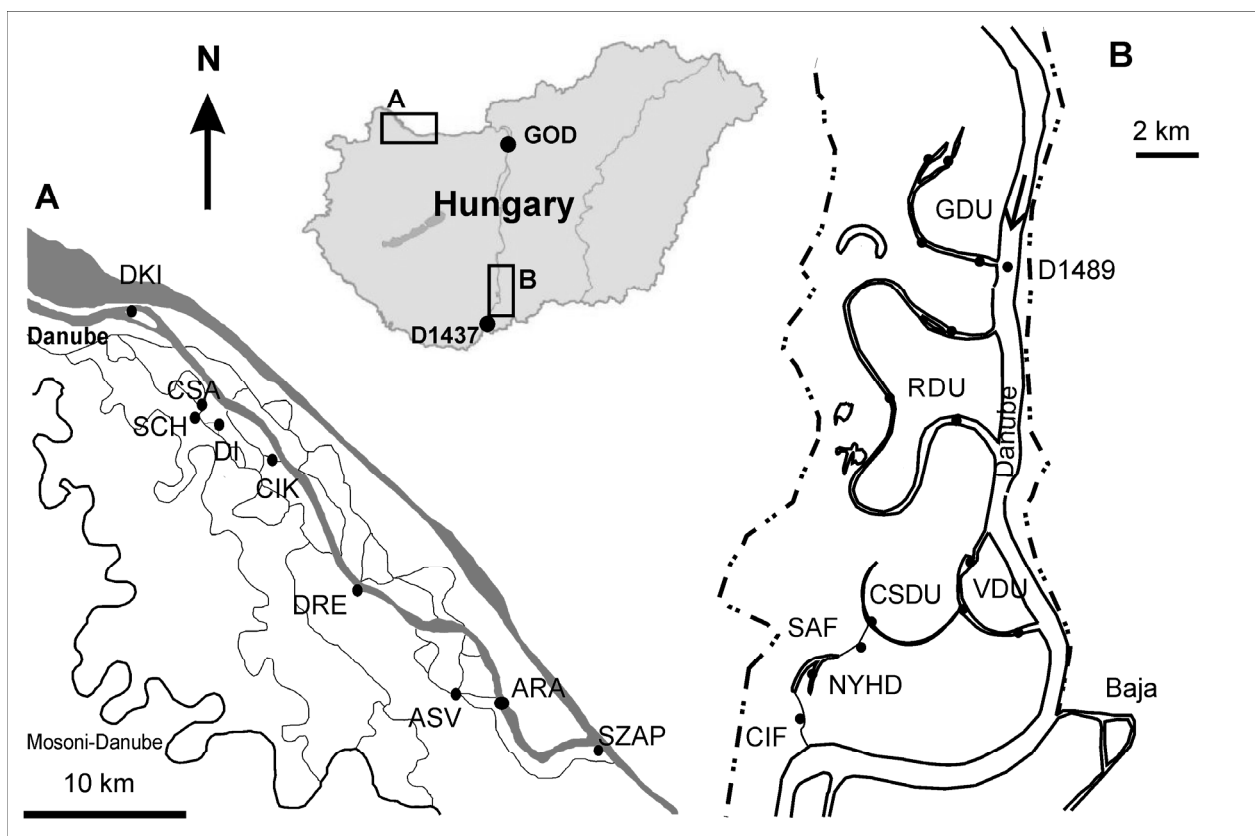 N
A
GOD
Hungary
B
D1437
A
DKI
Danube
CSA
SCH
DI
CIK
DRE
ASV
ARA
SZAP
Mosoni-Danube
10 km
B
2 km
GDU
D1489
RDU
Danube
CSDU
VDU
SAF
NYHD
CIF
Baja